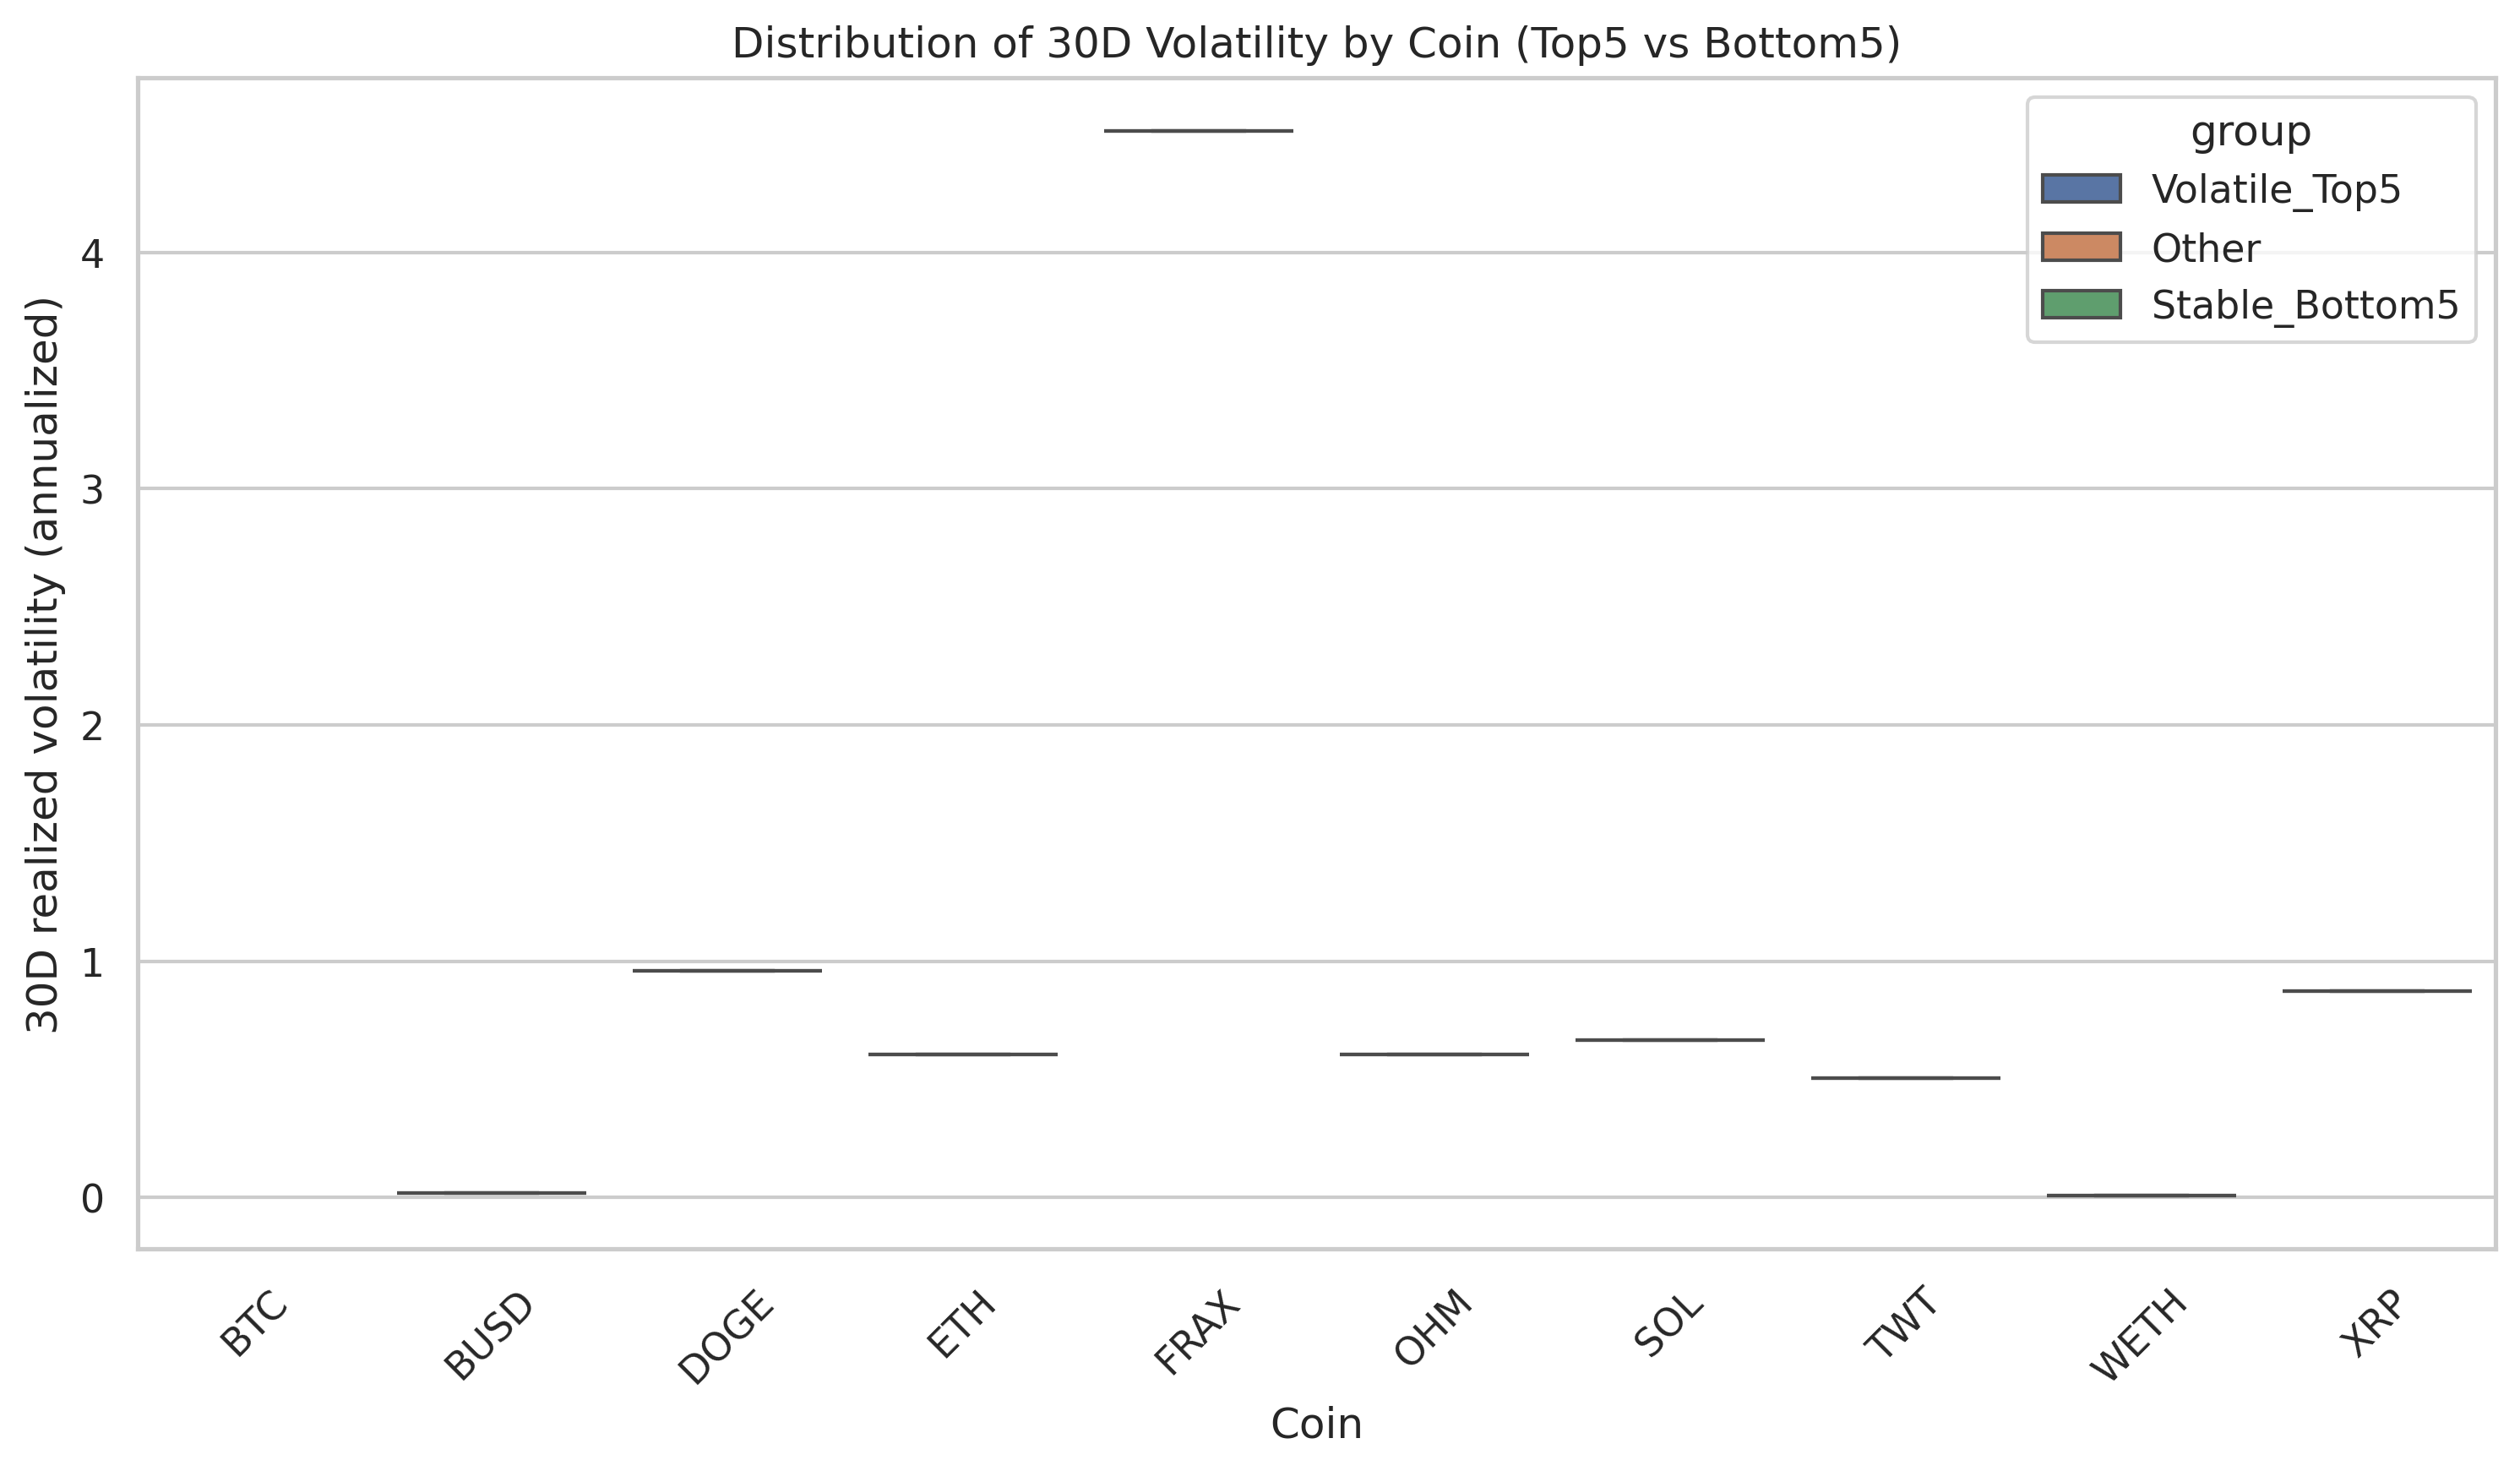 Distribution of 30D Volatility by Coin (Top5 vs Bottom5)
group
Volatile_Top5
Other
Stable_Bottom5
30D realized volatility (annualized)
4
3
2
1
0
BTC
BUSD
DOGE
ETH
FRAX
OHM
SOL
TWT
WETH
XRP
Coin